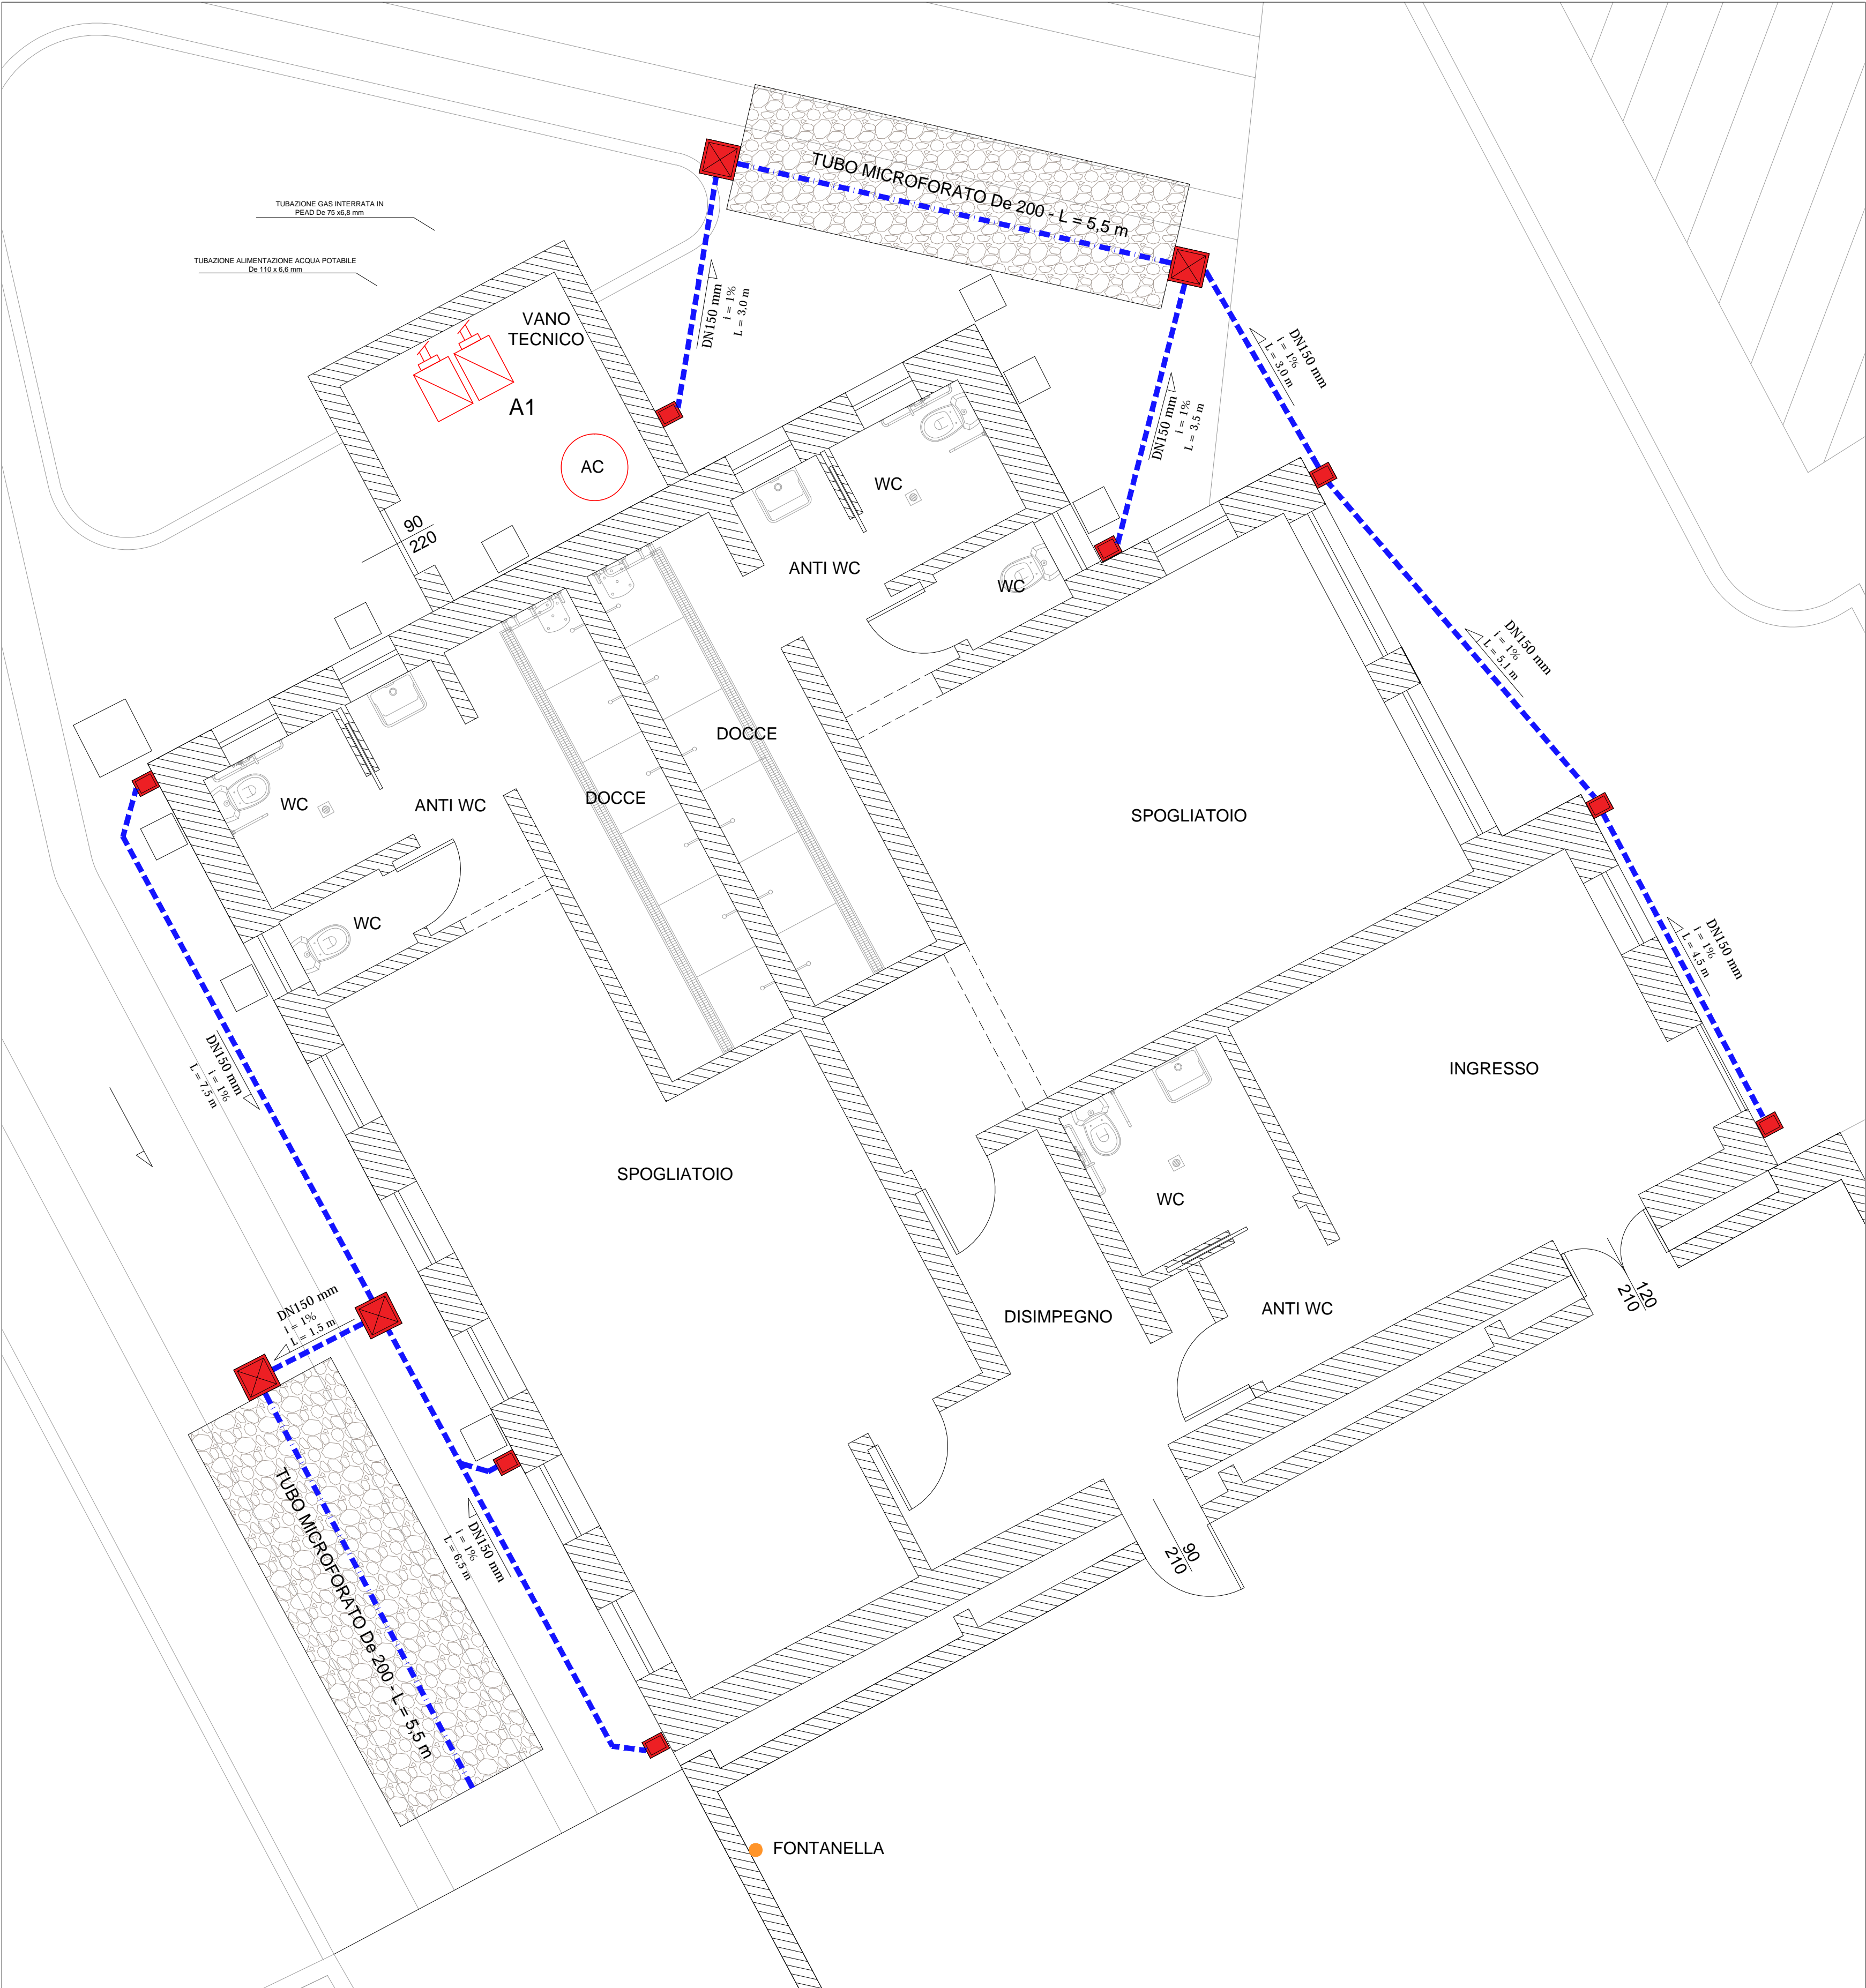 TUBO MICROFORATO De 200 - L = 5,5 m
TUBAZIONE GAS INTERRATA IN
PEAD De 75 x6,8 mm
TUBAZIONE ALIMENTAZIONE ACQUA POTABILE
De 110 x 6,6 mm
DN150 mm
i = 1%
L = 3,0 m
VANO
TECNICO
A1
AC
90
220
DN150 mm
i = 1%
L = 3,0 m
DN150 mm
i = 1%
L = 3,5 m
WC
ANTI WC
WC
DN150 mm
i = 1%
L = 5,1 m
DOCCE
DOCCE
WC
ANTI WC
SPOGLIATOIO
WC
DN150 mm
i = 1%
L = 4,5 m
DN150 mm
i = 1%
L = 7,5 m
INGRESSO
SPOGLIATOIO
WC
DN150 mm
i = 1%
L = 1,5 m
DISIMPEGNO
ANTI WC
120
210
TUBO MICROFORATO De 200 - L = 5,5 m
DN150 mm
i = 1%
L = 6,5 m
90
210
FONTANELLA